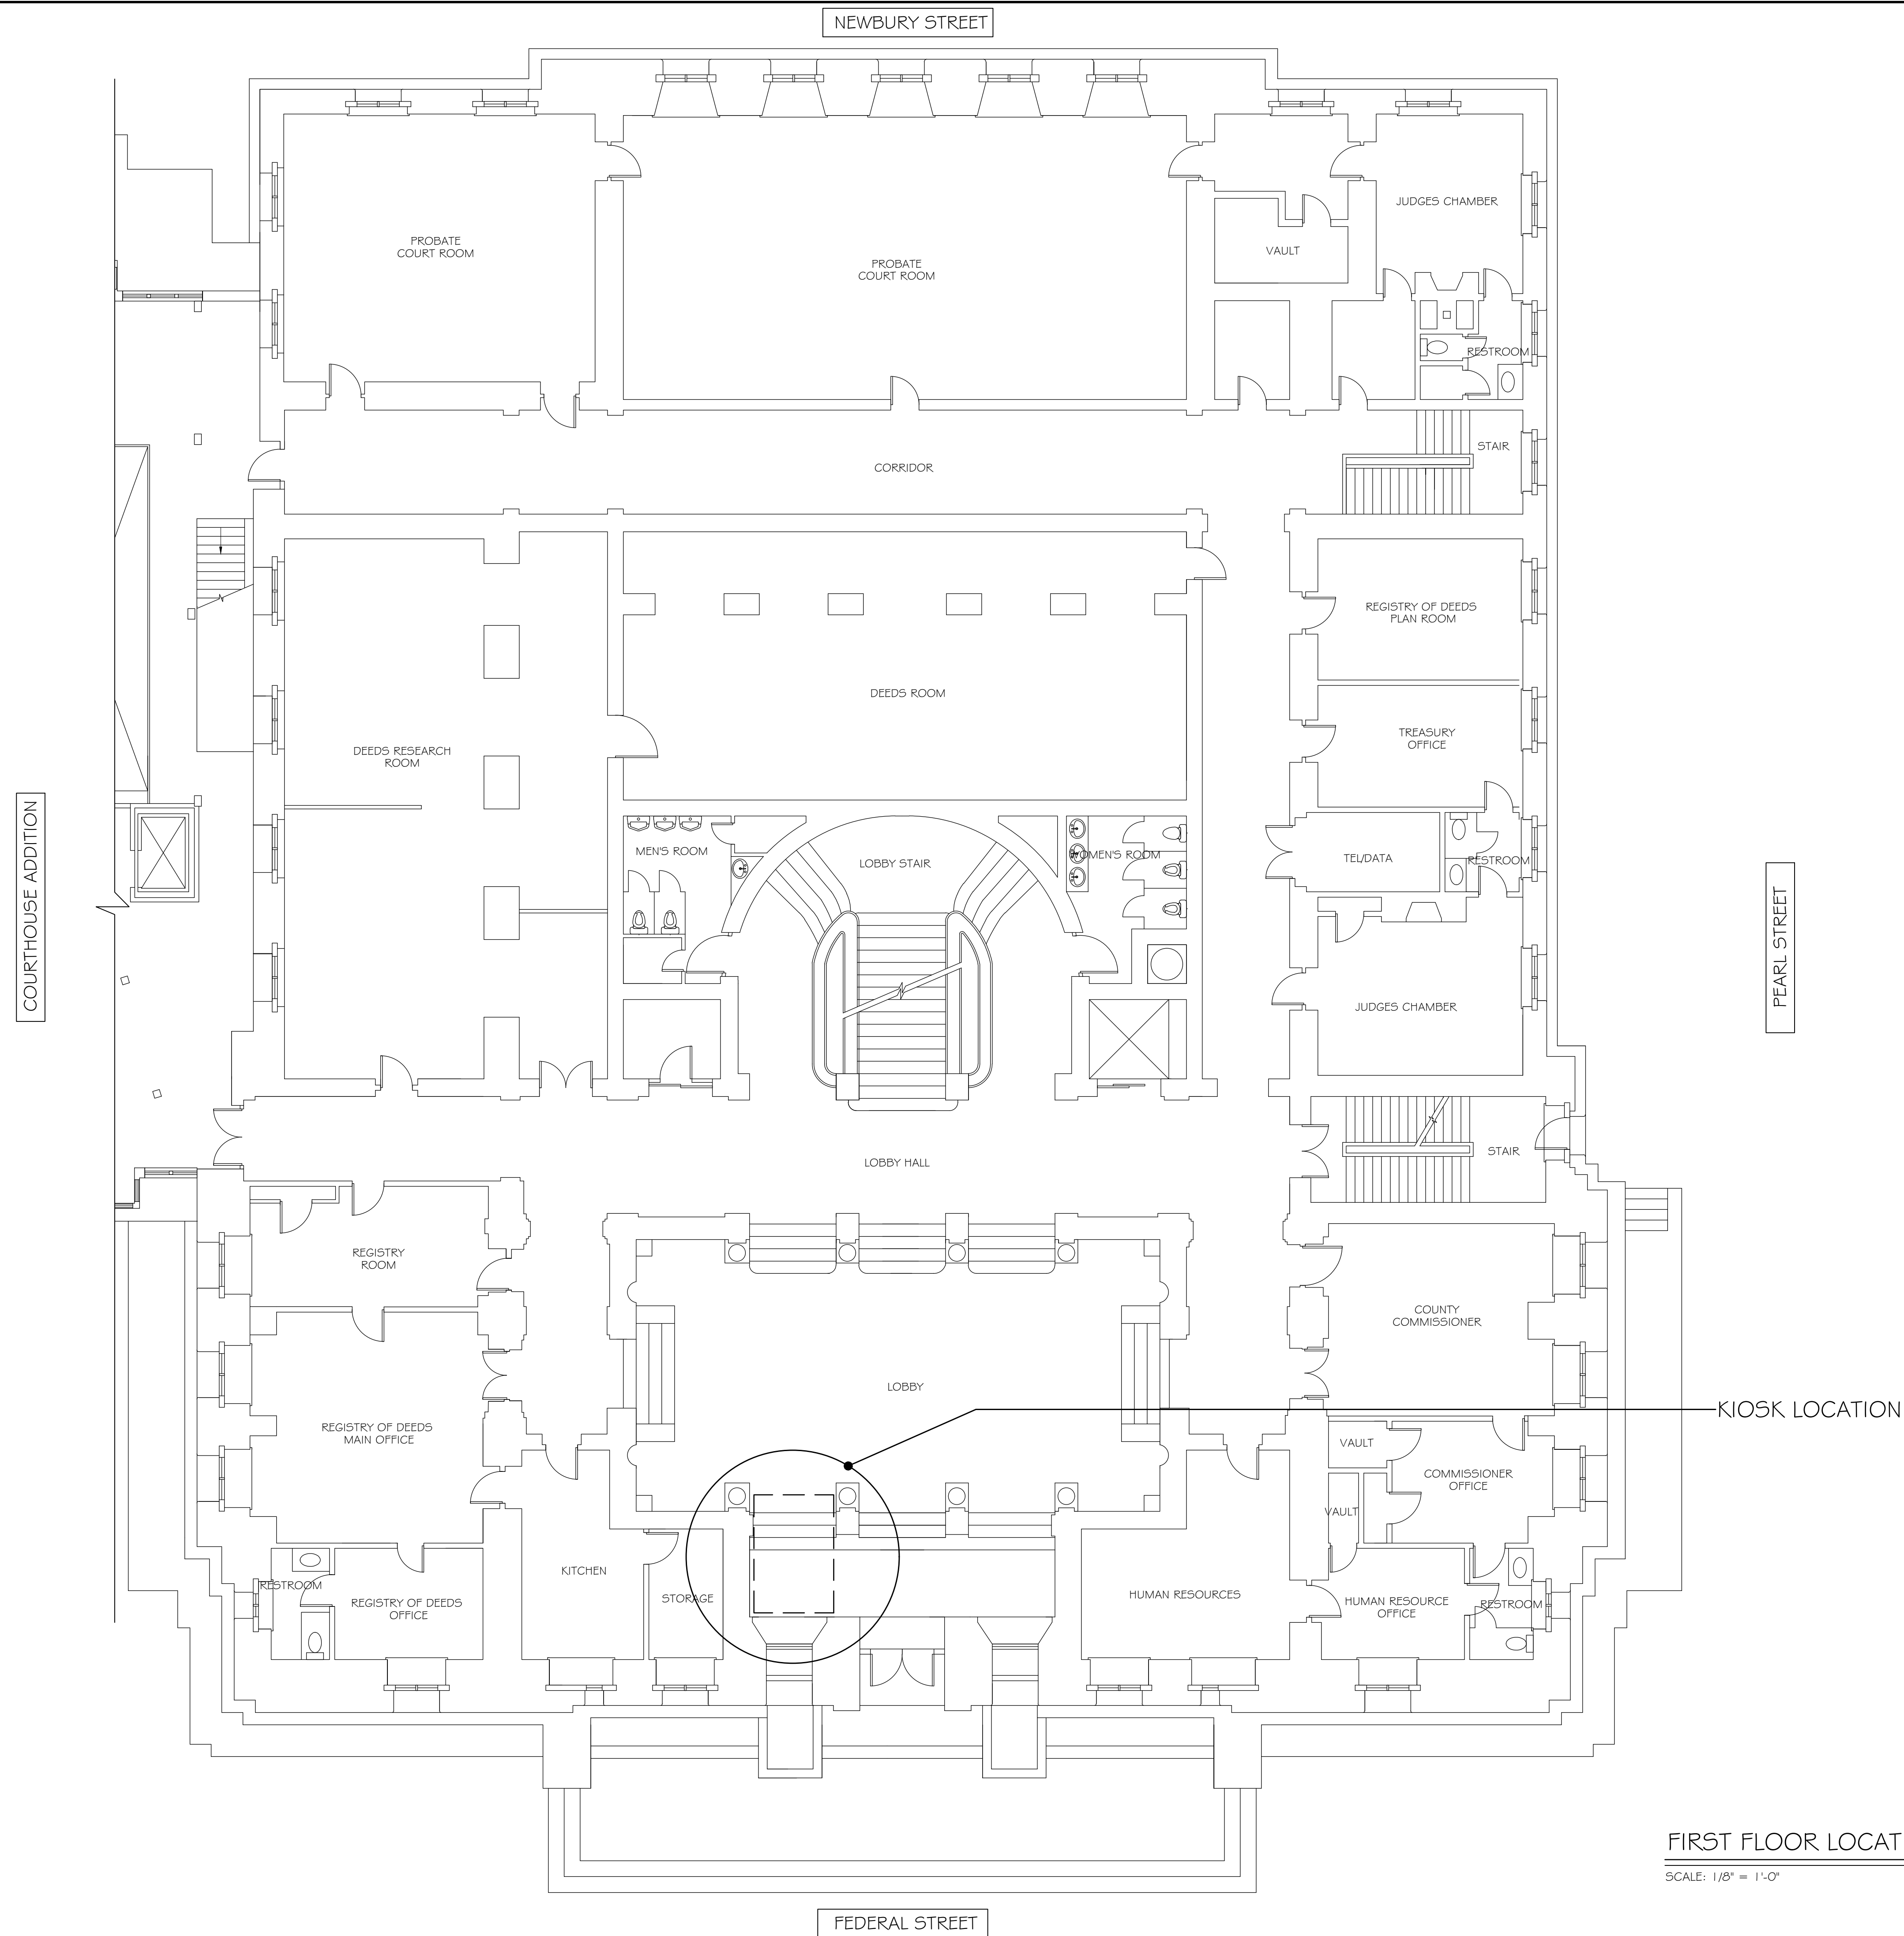 NEWBURY STREET
PROBATE
COURT ROOM
PROBATE
COURT ROOM
VAULT
JUDGES CHAMBER
RESTROOM
STAIR
CORRIDOR
REGISTRY OF DEEDS
PLAN ROOM
DEEDS ROOM
TREASURY
OFFICE
DEEDS RESEARCH
ROOM
MEN'S ROOM
LOBBY STAIR
WOMEN'S ROOM
TEL/DATA
RESTROOM
COURTHOUSE ADDITION
PEARL STREET
JUDGES CHAMBER
STAIR
LOBBY HALL
REGISTRY
ROOM
COUNTY
COMMISSIONER
LOBBY
KIOSK LOCATION
REGISTRY OF DEEDS
MAIN OFFICE
VAULT
COMMISSIONER
OFFICE
VAULT
KITCHEN
RESTROOM
STORAGE
HUMAN RESOURCES
REGISTRY OF DEEDS
OFFICE
HUMAN RESOURCE
OFFICE
RESTROOM
FIRST FLOOR LOCAT
SCALE: 1/8" = 1'-0"
FEDERAL STREET